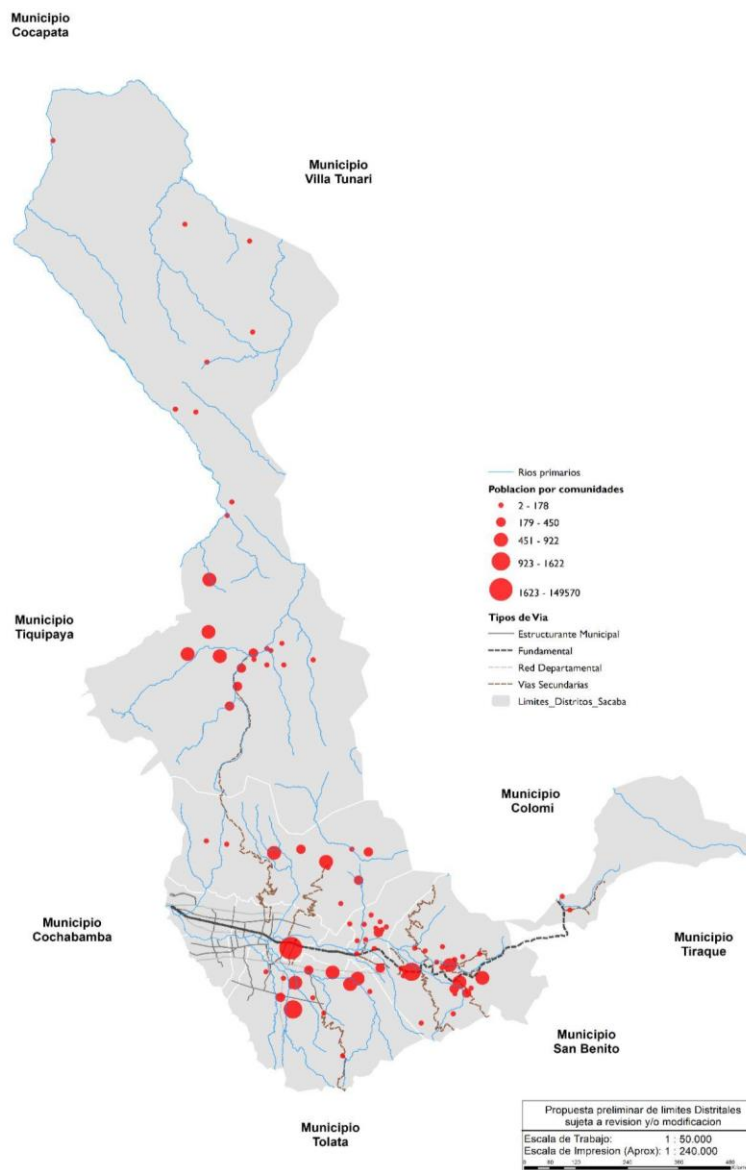 Municipio
Cocapata
Municipio
Villa Tunari
Rios primarios
Poblacion por comunidades
2 - 178
179 - 450
451 - 922
923 - 1622
1623 - 149570
Tipos de Via
Estructurante Municipal
Fundamental
Red Departamental
Vias Secundarias
Limites_Distritos_Sacaba
Municipio
Tiquipaya
Municipio
Colomi
Municipio
Cochabamba
Municipio
Tiraque
Municipio
San Benito
Municipio
Tolata
Propuesta preliminar de limites Distritales
sujeta a revision y/o modificacion
Escala de Trabajo: 1 : 50.000
Escala de Impresion (Aprox): 1 : 240.000